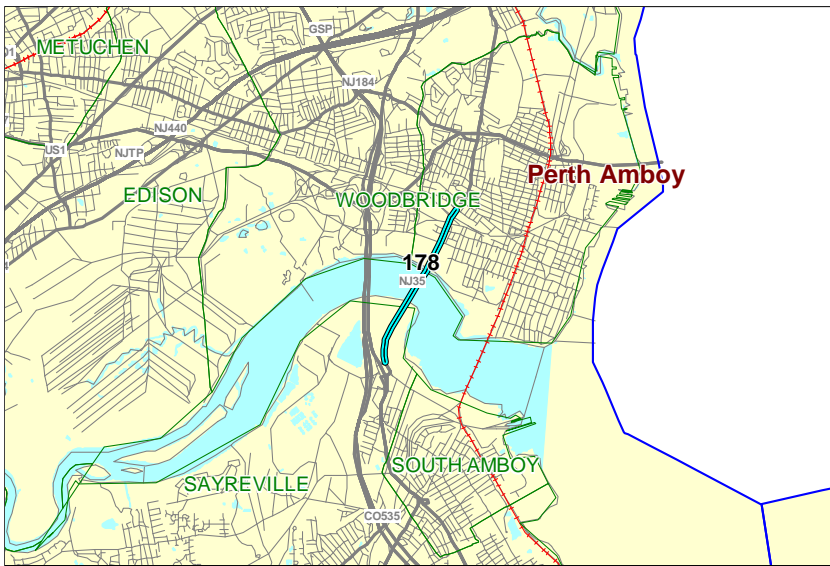 GSP
METUCHEN
NJ184
NJ440
US1
NJTP
Perth Amboy
EDISON
WOODBRIDGE
178
NJ35
SOUTH AMBOY
SAYREVILLE
CO535